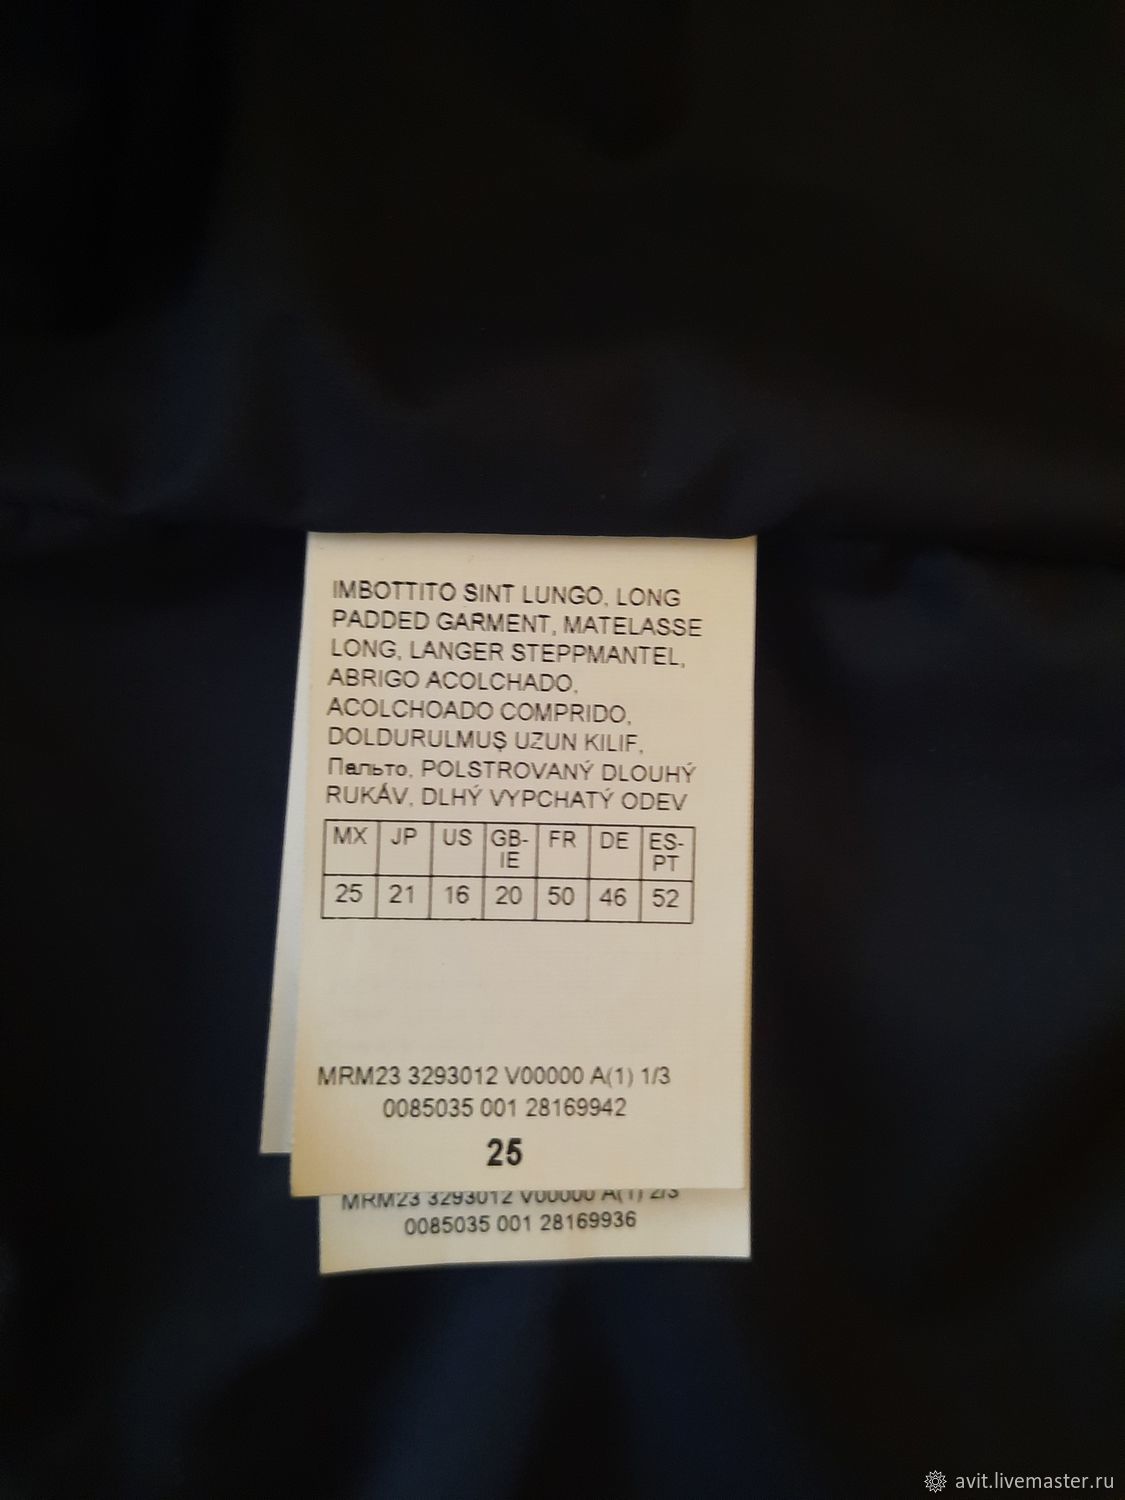 IMBOTTITO SINT LUNGO, LONG
PADDED GARMENT, MATELASSE
LONG, LANGER STEPPMANTEL,
ABRIGO ACOLCHADO,
ACOLCHOADO COMPRIDO,
DOLDURULMUŞ UZUN KILIF,
Пальто, POLSTROVANÝ DLOUHÝ
RUKÁV, DLHÝ VYPCHATÝ ODEV
MX JP US GB-IE FR DE ES-PT
25 21 16 20 50 46 52
MRM23 3293012 V00000 A(1) 1/3
0085035 001 28169942
25
MRM23 3293012 V00000 A(1) 2/3
0085035 001 28169936
avit.livemaster.ru